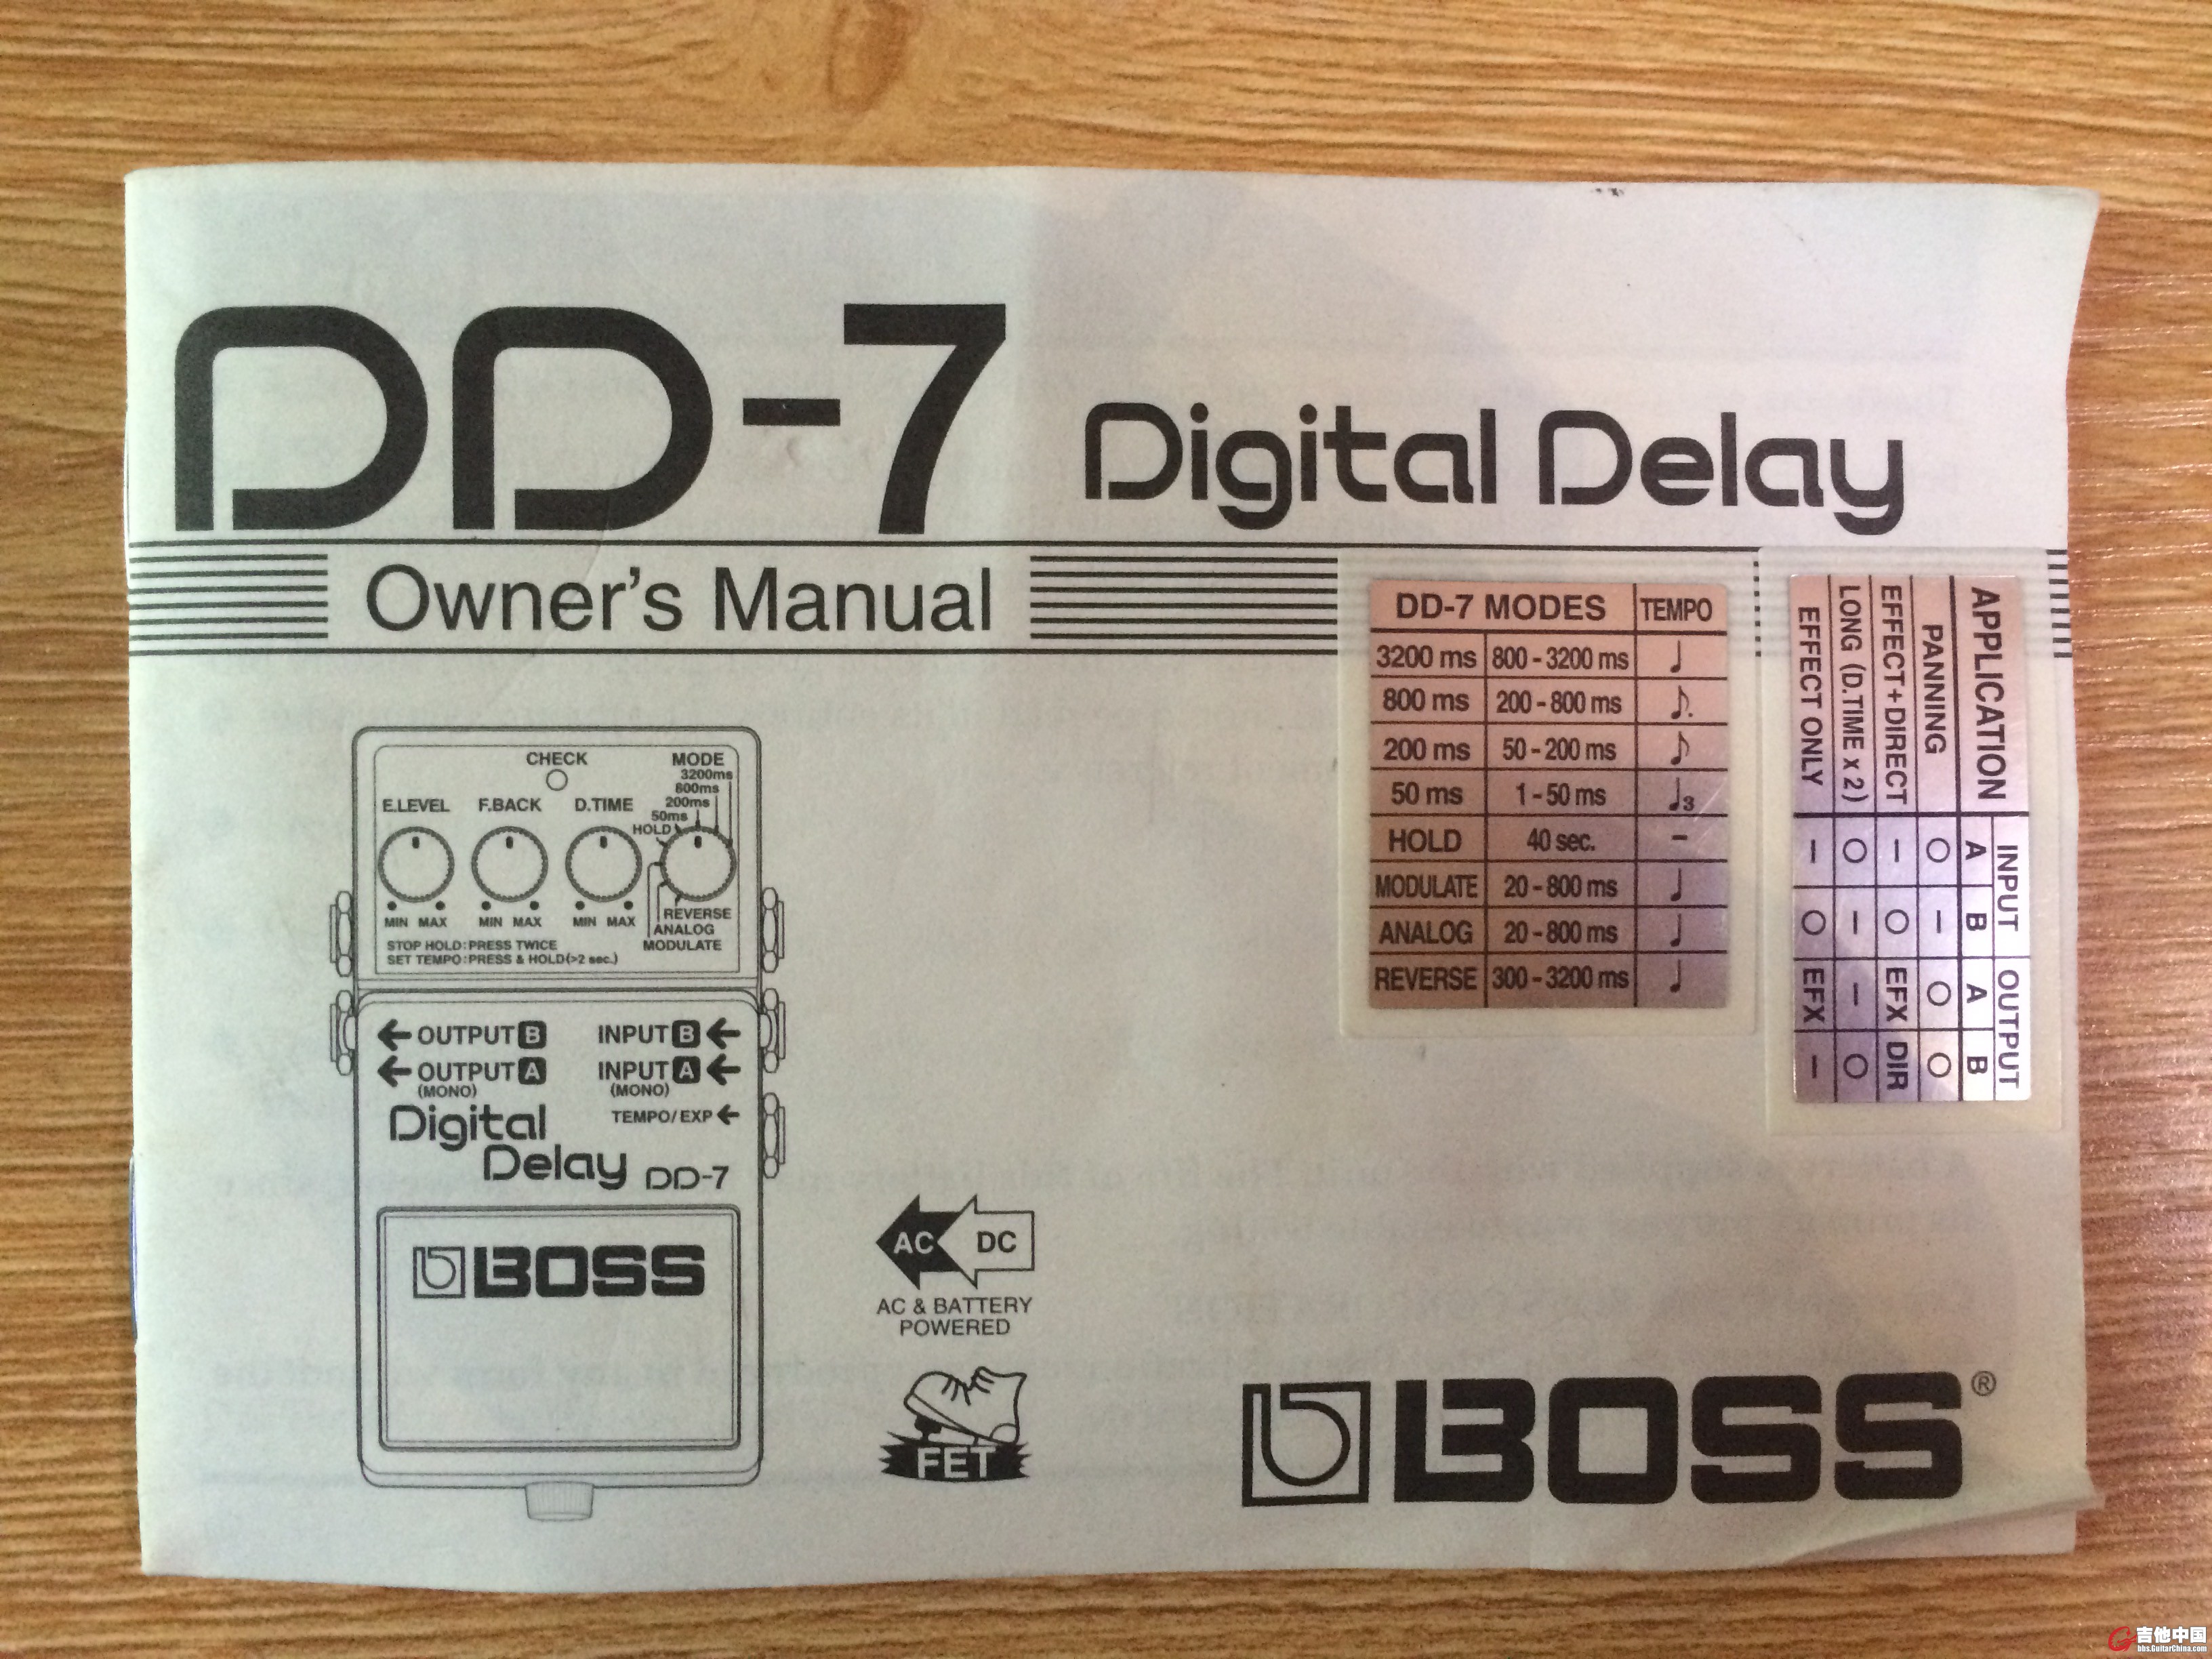 DD-7 Digital Delay
Owner's Manual
CHECK
MODE
3200ms
800ms
200ms
50ms
HOLD
E.LEVEL F.BACK D.TIME
MIN MAX MIN MAX MIN MAX
REVERSE
ANALOG
MODULATE
STOP HOLD:PRESS TWICE
SET TEMPO:PRESS & HOLD(>2 sec.)
OUTPUT B INPUT B
OUTPUT A INPUT A
(MONO) (MONO)
TEMPO/EXP
Digital
Delay DD-7
BOSS
AC DC
AC & BATTERY
POWERED
FET
DD-7 MODES TEMPO
3200 ms 800 - 3200 ms ♩
800 ms 200 - 800 ms ♪.
200 ms 50 - 200 ms ♪
50 ms 1 - 50 ms ♩3
HOLD 40 sec. –
MODULATE 20 - 800 ms ♩
ANALOG 20 - 800 ms ♩
REVERSE 300 - 3200 ms ♩
APPLICATION INPUT OUTPUT
A B A B
PANNING ○ – ○ ○
EFFECT+DIRECT – ○ EFX DIR
LONG (D.TIME x 2) ○ – – ○
EFFECT ONLY – ○ EFX –
BOSS®
吉他中国
bbs.GuitarChina.com